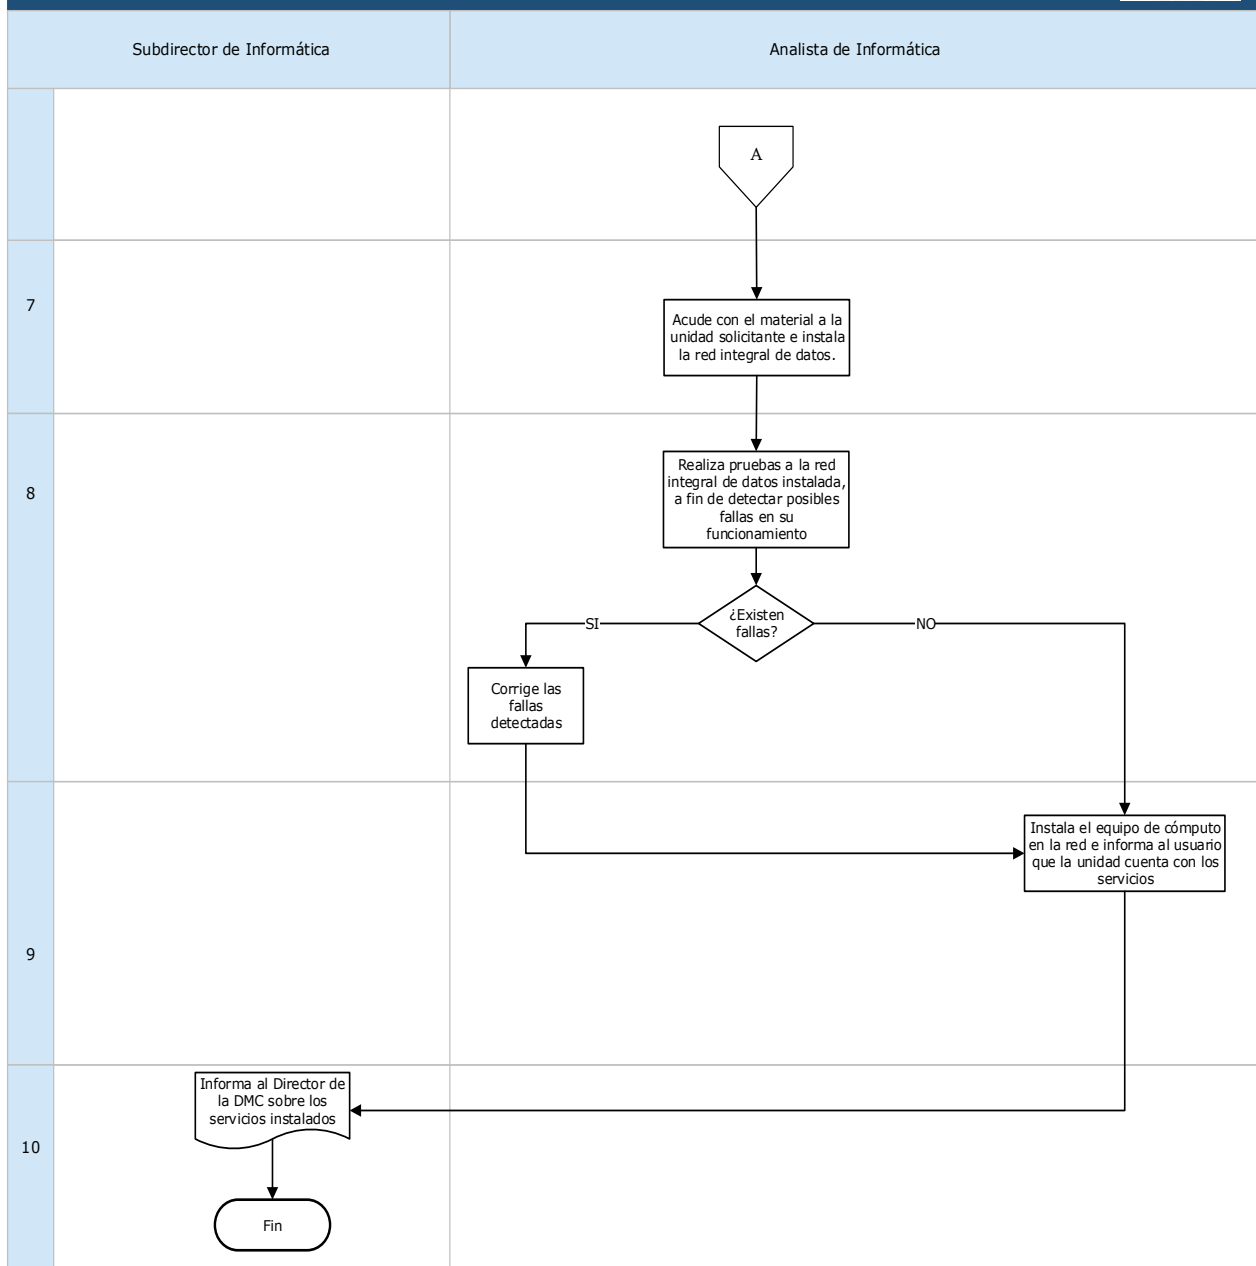 Subdirector de Informática
Analista de Informática
A
7
Acude con el material a la
unidad solicitante e instala
la red integral de datos.
8
Realiza pruebas a la red
integral de datos instalada,
a fin de detectar posibles
fallas en su
funcionamiento
¿Existen
fallas?
SI
NO
Corrige las
fallas
detectadas
Instala el equipo de cómputo
en la red e informa al usuario
que la unidad cuenta con los
servicios
9
Informa al Director de
la DMC sobre los
servicios instalados
10
Fin